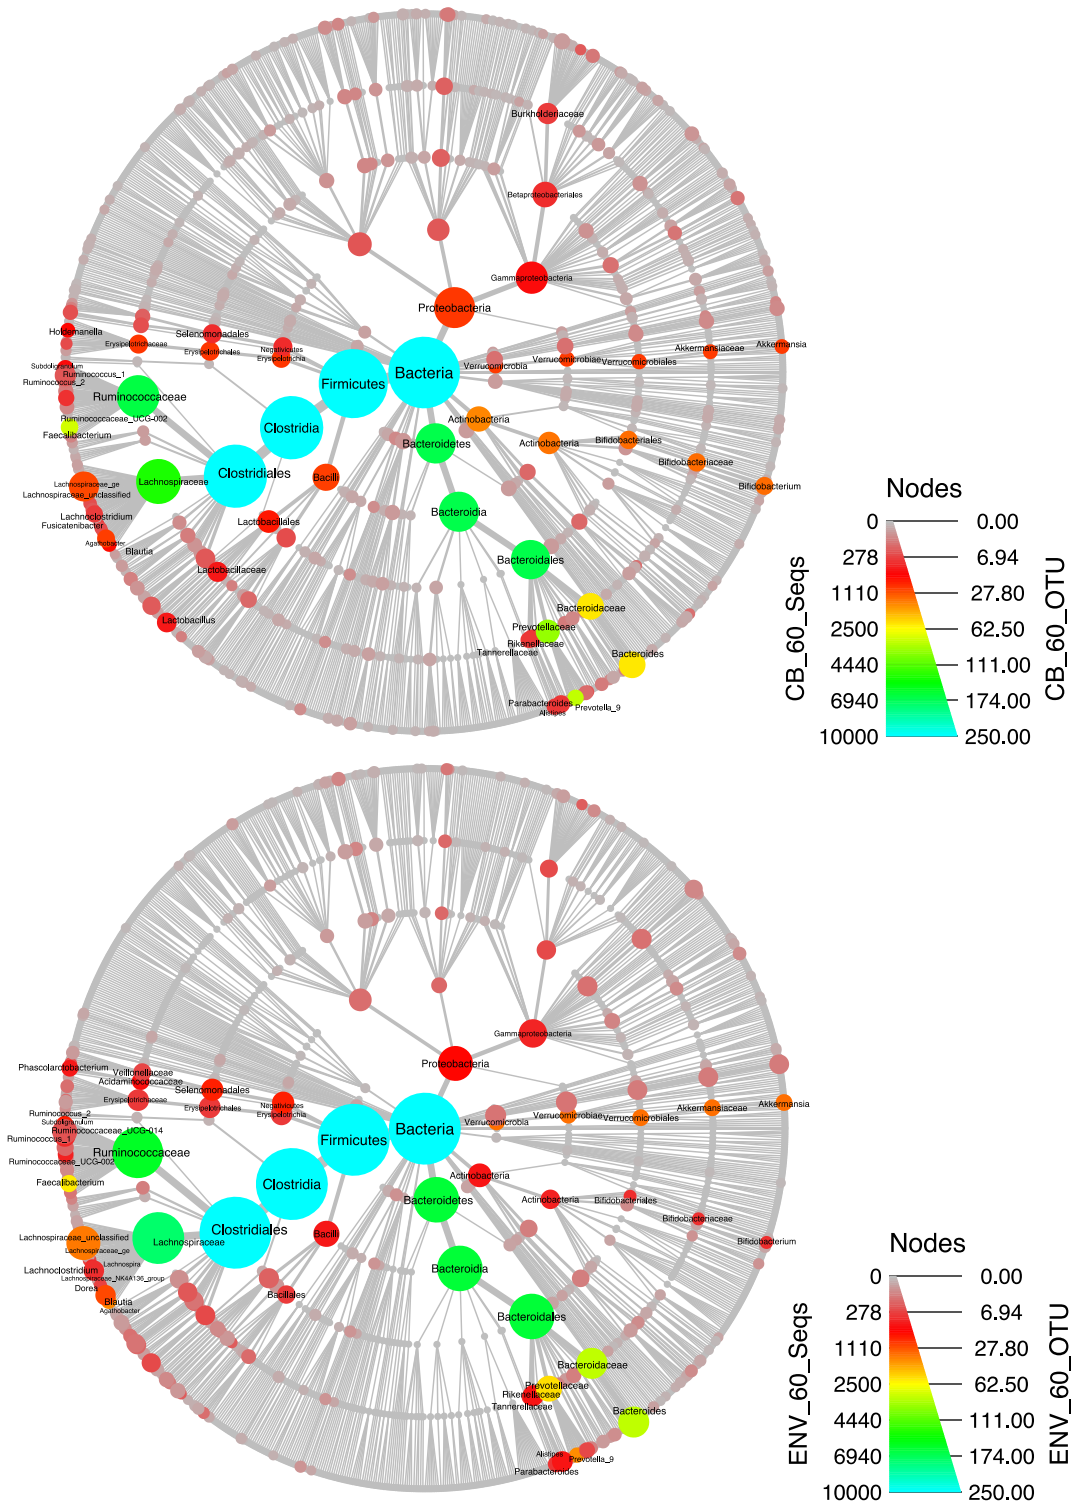 Burkholderiaceae
Betaproteobacteriales
Gammaproteobacteria
Proteobacteria
Holdemanella
Erysipelotrichaceae
Selenomonadales
Erysipelotrichales
Negativicutes
Erysipelotrichia
Firmicutes
Bacteria
Verrucomicrobia
Verrucomicrobiae
Verrucomicrobiales
Akkermansiaceae
Akkermansia
Subdoligranulum
Ruminococcus_1
Ruminococcus_2
Ruminococcaceae
Ruminococcaceae_UCG-002
Faecalibacterium
Clostridia
Actinobacteria
Actinobacteria
Bifidobacteriales
Bifidobacteriaceae
Bifidobacterium
Bacteroidetes
Clostridiales
Bacilli
Lachnospiraceae
Lachnospiraceae_ge
Lachnospiraceae_unclassified
Lachnoclostridium
Fusicatenibacter
Agathobacter
Blautia
Lactobacillales
Lactobacillaceae
Lactobacillus
Bacteroidia
Bacteroidales
Bacteroidaceae
Prevotellaceae
Rikenellaceae
Tannerellaceae
Bacteroides
Parabacteroides
Alistipes
Prevotella_9
Nodes
CB_60_Seqs
CB_60_OTU
0 0.00
278 6.94
1110 27.80
2500 62.50
4440 111.00
6940 174.00
10000 250.00
Gammaproteobacteria
Proteobacteria
Phascolarctobacterium
Veillonellaceae
Acidaminococcaceae
Erysipelotrichaceae
Selenomonadales
Erysipelotrichales
Negativicutes
Erysipelotrichia
Firmicutes
Bacteria
Verrucomicrobia
Verrucomicrobiae
Verrucomicrobiales
Akkermansiaceae
Akkermansia
Ruminococcus_2
Subdoligranulum
Ruminococcaceae_UCG-014
Ruminococcus_1
Ruminococcaceae
Ruminococcaceae_UCG-002
Faecalibacterium
Clostridia
Actinobacteria
Actinobacteria
Bifidobacteriales
Bifidobacteriaceae
Bifidobacterium
Bacteroidetes
Clostridiales
Bacilli
Lachnospiraceae
Lachnospiraceae_unclassified
Lachnospiraceae_ge
Lachnospira
Lachnoclostridium
Lachnospiraceae_NK4A136_group
Dorea
Blautia
Agathobacter
Bacillales
Bacteroidia
Bacteroidales
Bacteroidaceae
Prevotellaceae
Rikenellaceae
Tannerellaceae
Bacteroides
Alistipes
Prevotella_9
Parabacteroides
Nodes
ENV_60_Seqs
ENV_60_OTU
0 0.00
278 6.94
1110 27.80
2500 62.50
4440 111.00
6940 174.00
10000 250.00